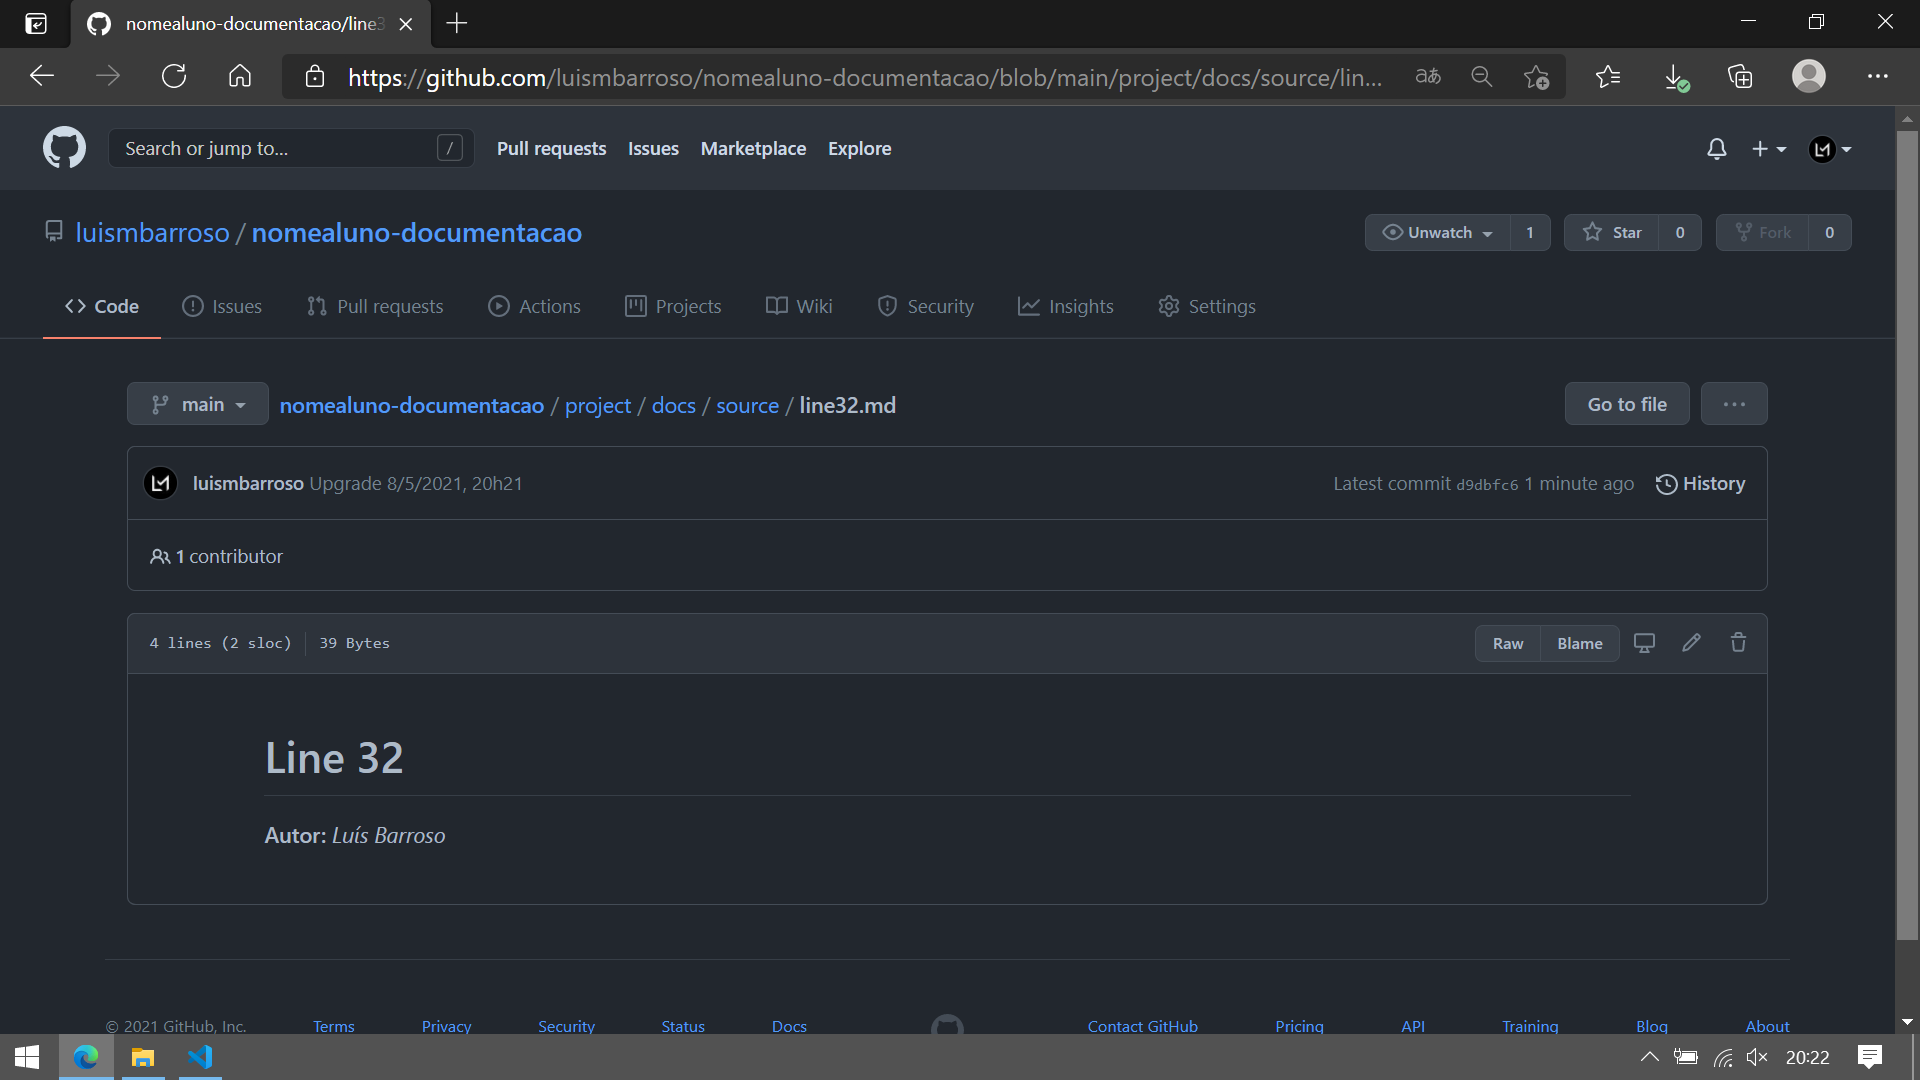 nomealuno-documentacao/line3
https://github.com/luismbarroso/nomealuno-documentacao/blob/main/project/docs/source/lin...
Search or jump to... /
Pull requests Issues Marketplace Explore
luismbarroso / nomealuno-documentacao
Unwatch 1 Star 0 Fork 0
Code Issues Pull requests Actions Projects Wiki Security Insights Settings
main nomealuno-documentacao / project / docs / source / line32.md Go to file ...
luismbarroso Upgrade 8/5/2021, 20h21 Latest commit d9dbfc6 1 minute ago History
1 contributor
4 lines (2 sloc) 39 Bytes Raw Blame
Line 32
Autor: Luís Barroso
© 2021 GitHub, Inc. Terms Privacy Security Status Docs Contact GitHub Pricing API Training Blog About
20:22